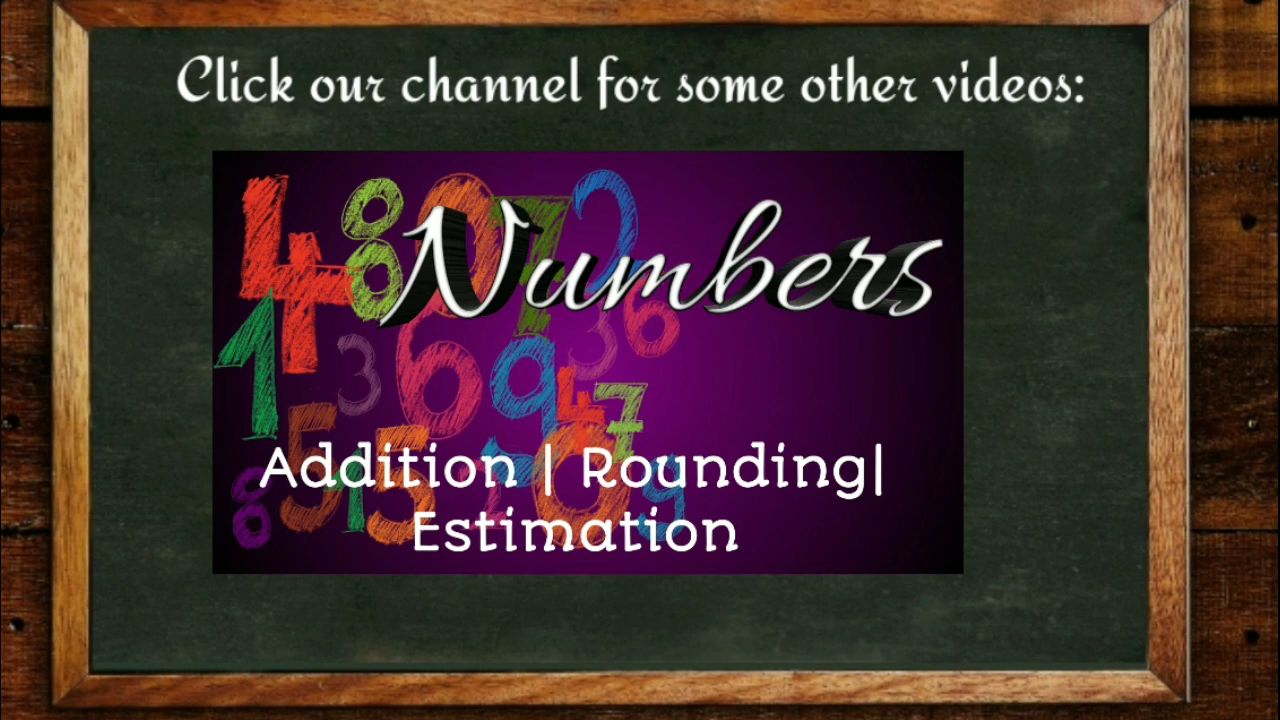 Click our channel for some other videos:
Numbers
Addition | Rounding|
Estimation